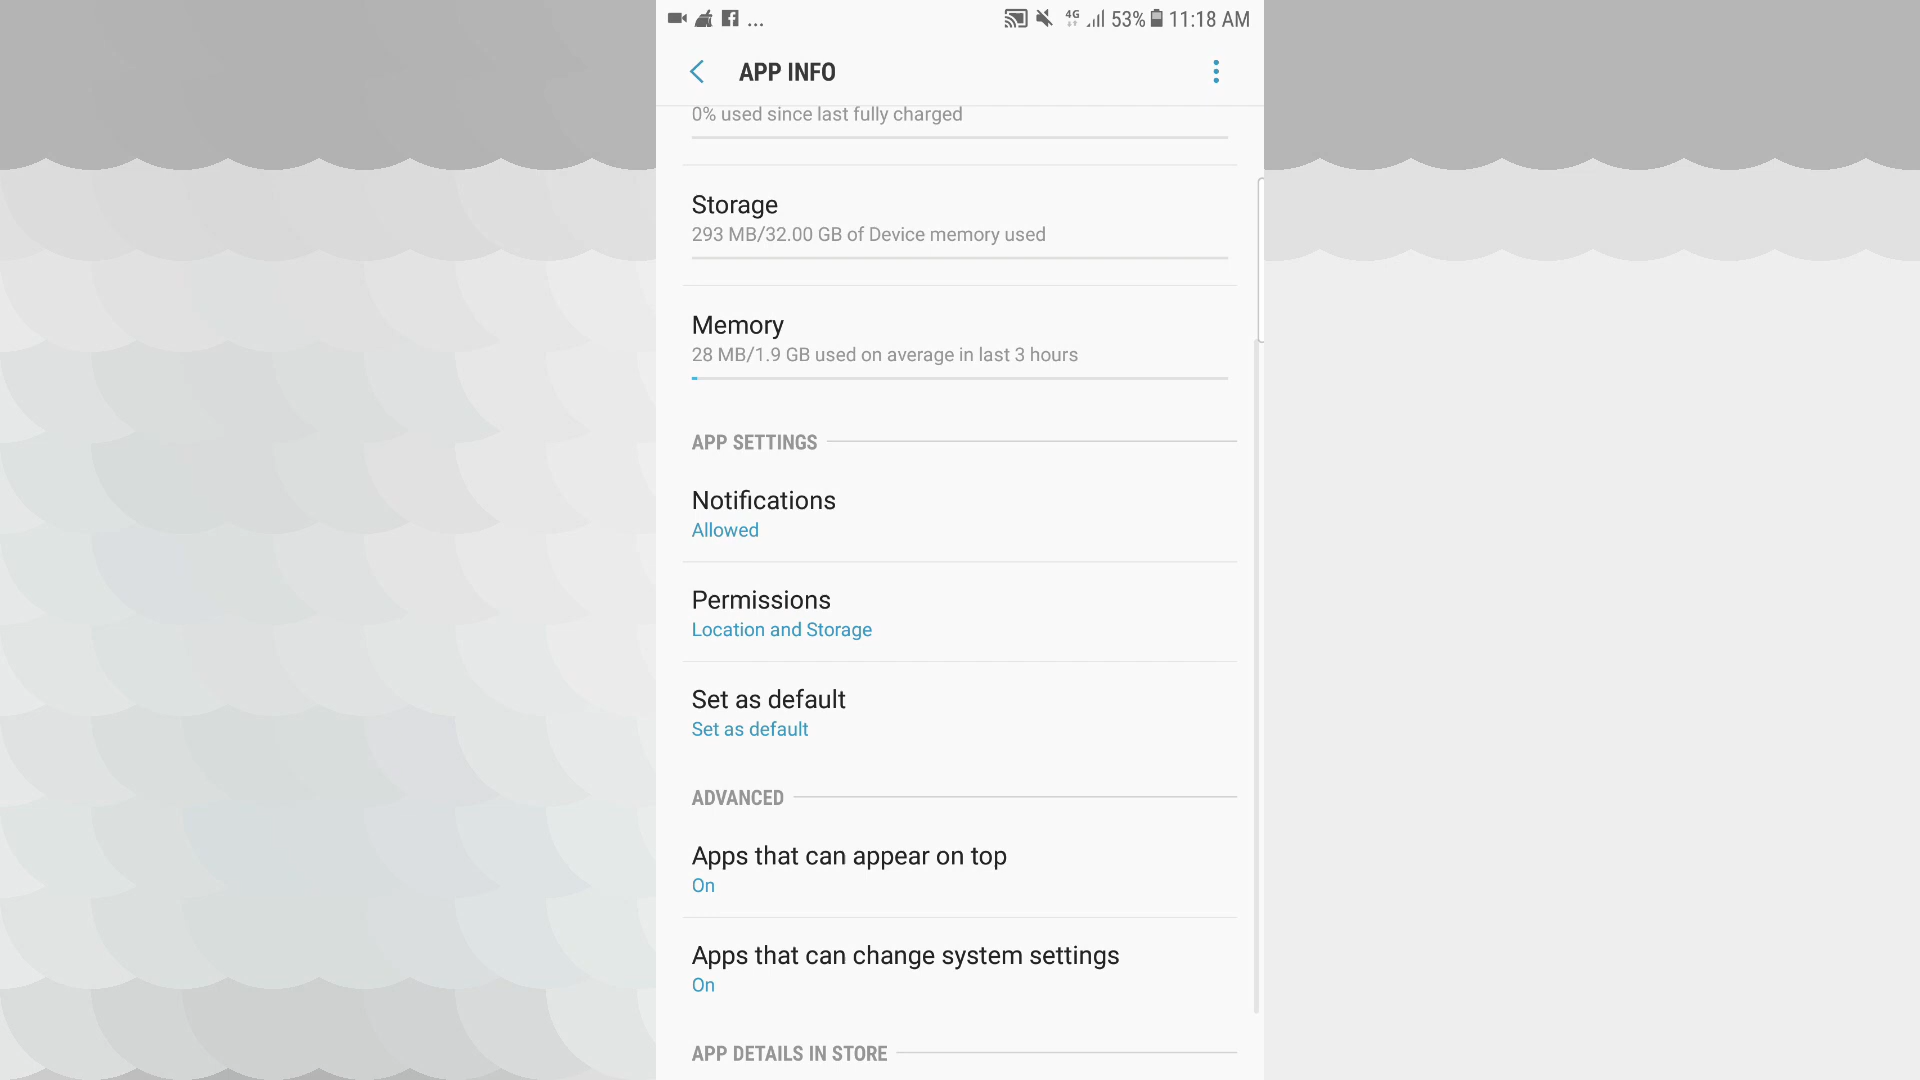 ... 4G 53% 11:18 AM
APP INFO
0% used since last fully charged
Storage
293 MB/32.00 GB of Device memory used
Memory
28 MB/1.9 GB used on average in last 3 hours
APP SETTINGS
Notifications
Allowed
Permissions
Location and Storage
Set as default
Set as default
ADVANCED
Apps that can appear on top
On
Apps that can change system settings
On
APP DETAILS IN STORE